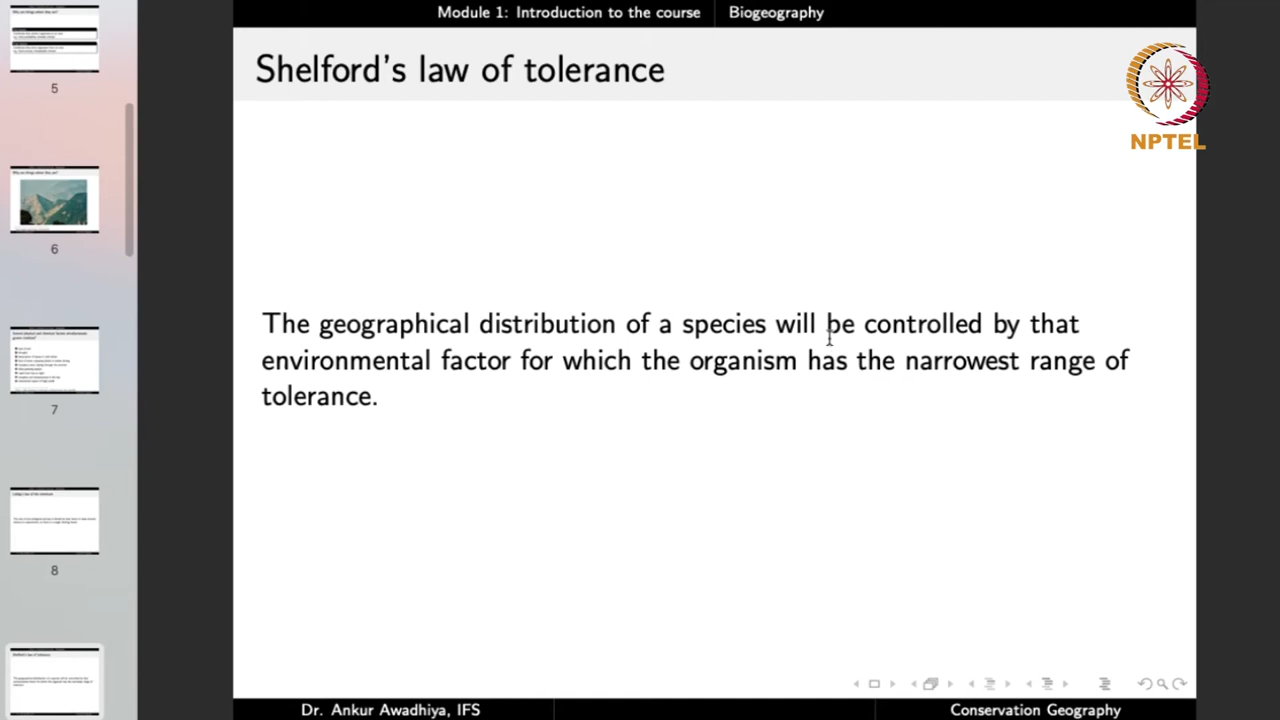 Module 1: Introduction to the course
Biogeography
Shelford's law of tolerance
NPTEL
The geographical distribution of a species will be controlled by that
environmental factor for which the organism has the narrowest range of
tolerance.
5
6
7
8
Dr. Ankur Awadhiya, IFS
Conservation Geography